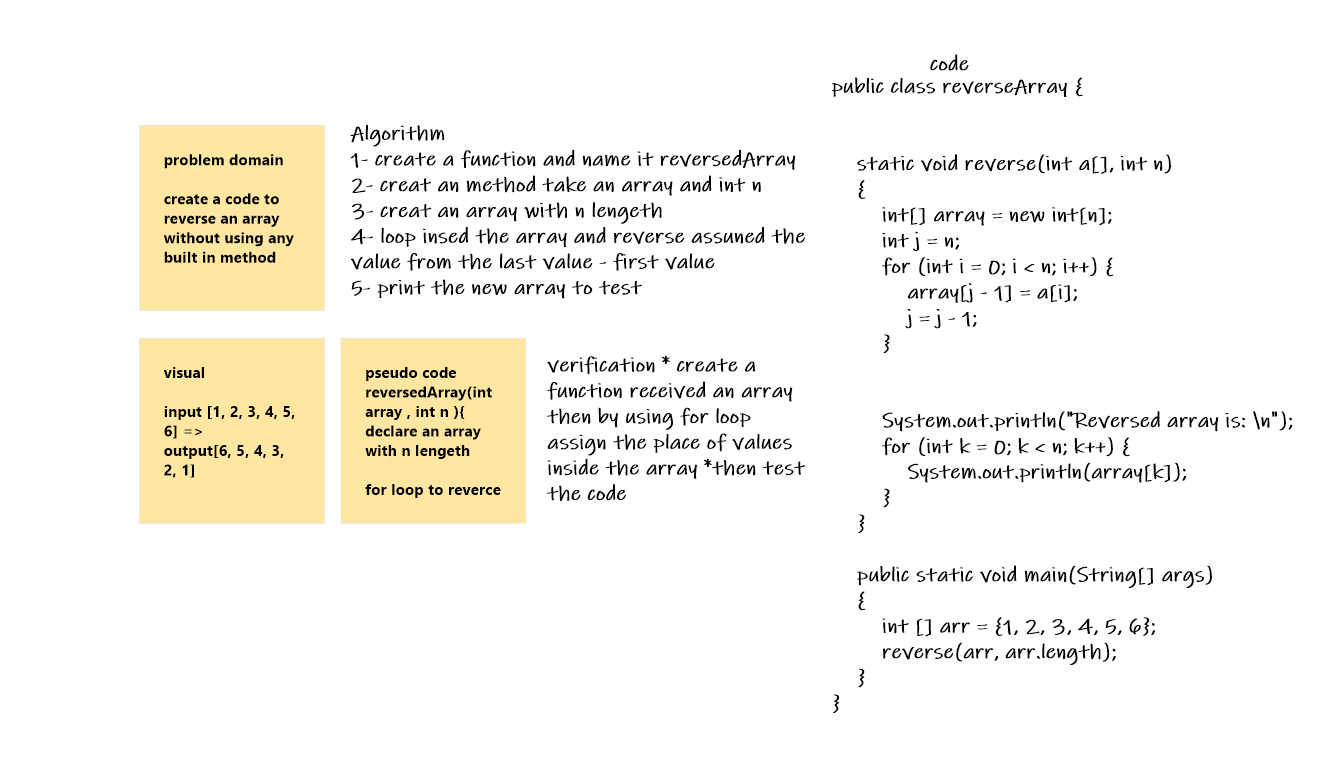 problem domain
create a code to
reverse an array
without using any
built in method
Algorithm
1- create a function and name it reversedArray
2- creat an method take an array and int n
3- creat an array with n lengeth
4- loop insed the array and reverse assuned the
value from the last value - first value
5- print the new array to test
visual
input [1, 2, 3, 4, 5,
6] =>
output[6, 5, 4, 3,
2, 1]
pseudo code
reversedArray(int
array , int n ){
declare an array
with n lengeth
for loop to reverce
verification * create a
function received an array
then by using for loop
assign the place of values
inside the array *then test
the code
code
public class reverseArray {
static void reverse(int a[], int n)
{
int[] array = new int[n];
int j = n;
for (int i = 0; i < n; i++) {
array[j - 1] = a[i];
j = j - 1;
}
System.out.println("Reversed array is: \n");
for (int k = 0; k < n; k++) {
System.out.println(array[k]);
}
}
public static void main(String[] args)
{
int [] arr = {1, 2, 3, 4, 5, 6};
reverse(arr, arr.length);
}
}